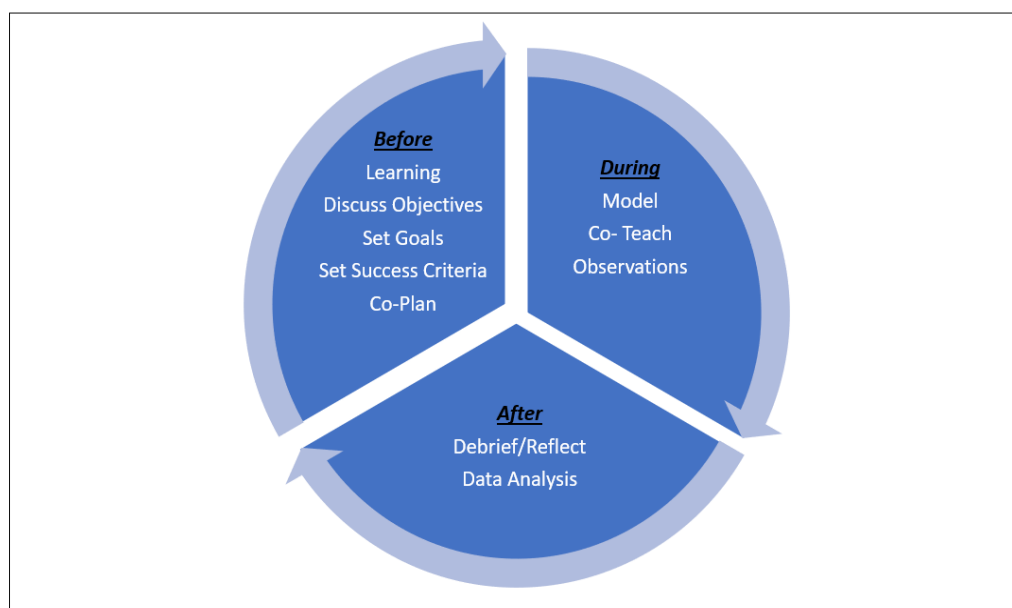 Before
Learning
Discuss Objectives
Set Goals
Set Success Criteria
Co-Plan
During
Model
Co- Teach
Observations
After
Debrief/Reflect
Data Analysis